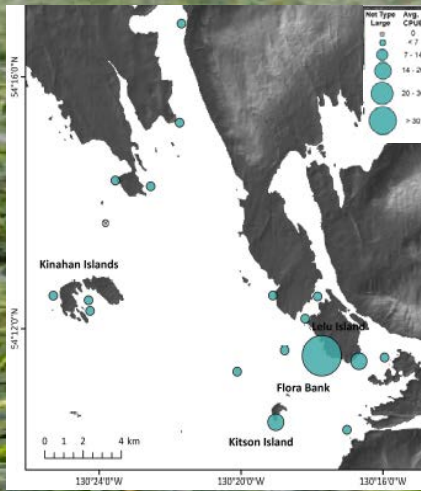 Net Type Avg.
Large CPUE
0
< 7
7 - 14
14 - 20
20 - 30
> 30
54°16'0"N
Kinahan Islands
54°12'0"N
Lelu Island
Flora Bank
Kitson Island
0 1 2 4 km
130°24'0"W 130°20'0"W 130°16'0"W